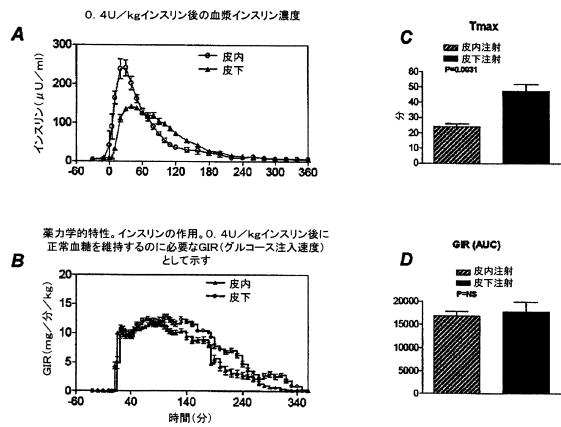 0. 4U/kgインスリン後の血漿インスリン濃度
A
300
200
100
0
インスリン(μU/ml)
皮内
皮下
-60 0 60 120 180 240 300 360
C
Tmax
皮内注射
皮下注射
P=0.0031
60
50
40
30
20
10
0
分
薬力学的特性。インスリンの作用。0. 4U/kgインスリン後に
正常血糖を維持するのに必要なGIR(グルコース注入速度)
として示す
B
20
15
10
5
0
GIR(mg/分/kg)
皮内
皮下
-60 40 140 240 340
時間(分)
D
GIR (AUC)
皮内注射
皮下注射
P=NS
20000
15000
10000
5000
0